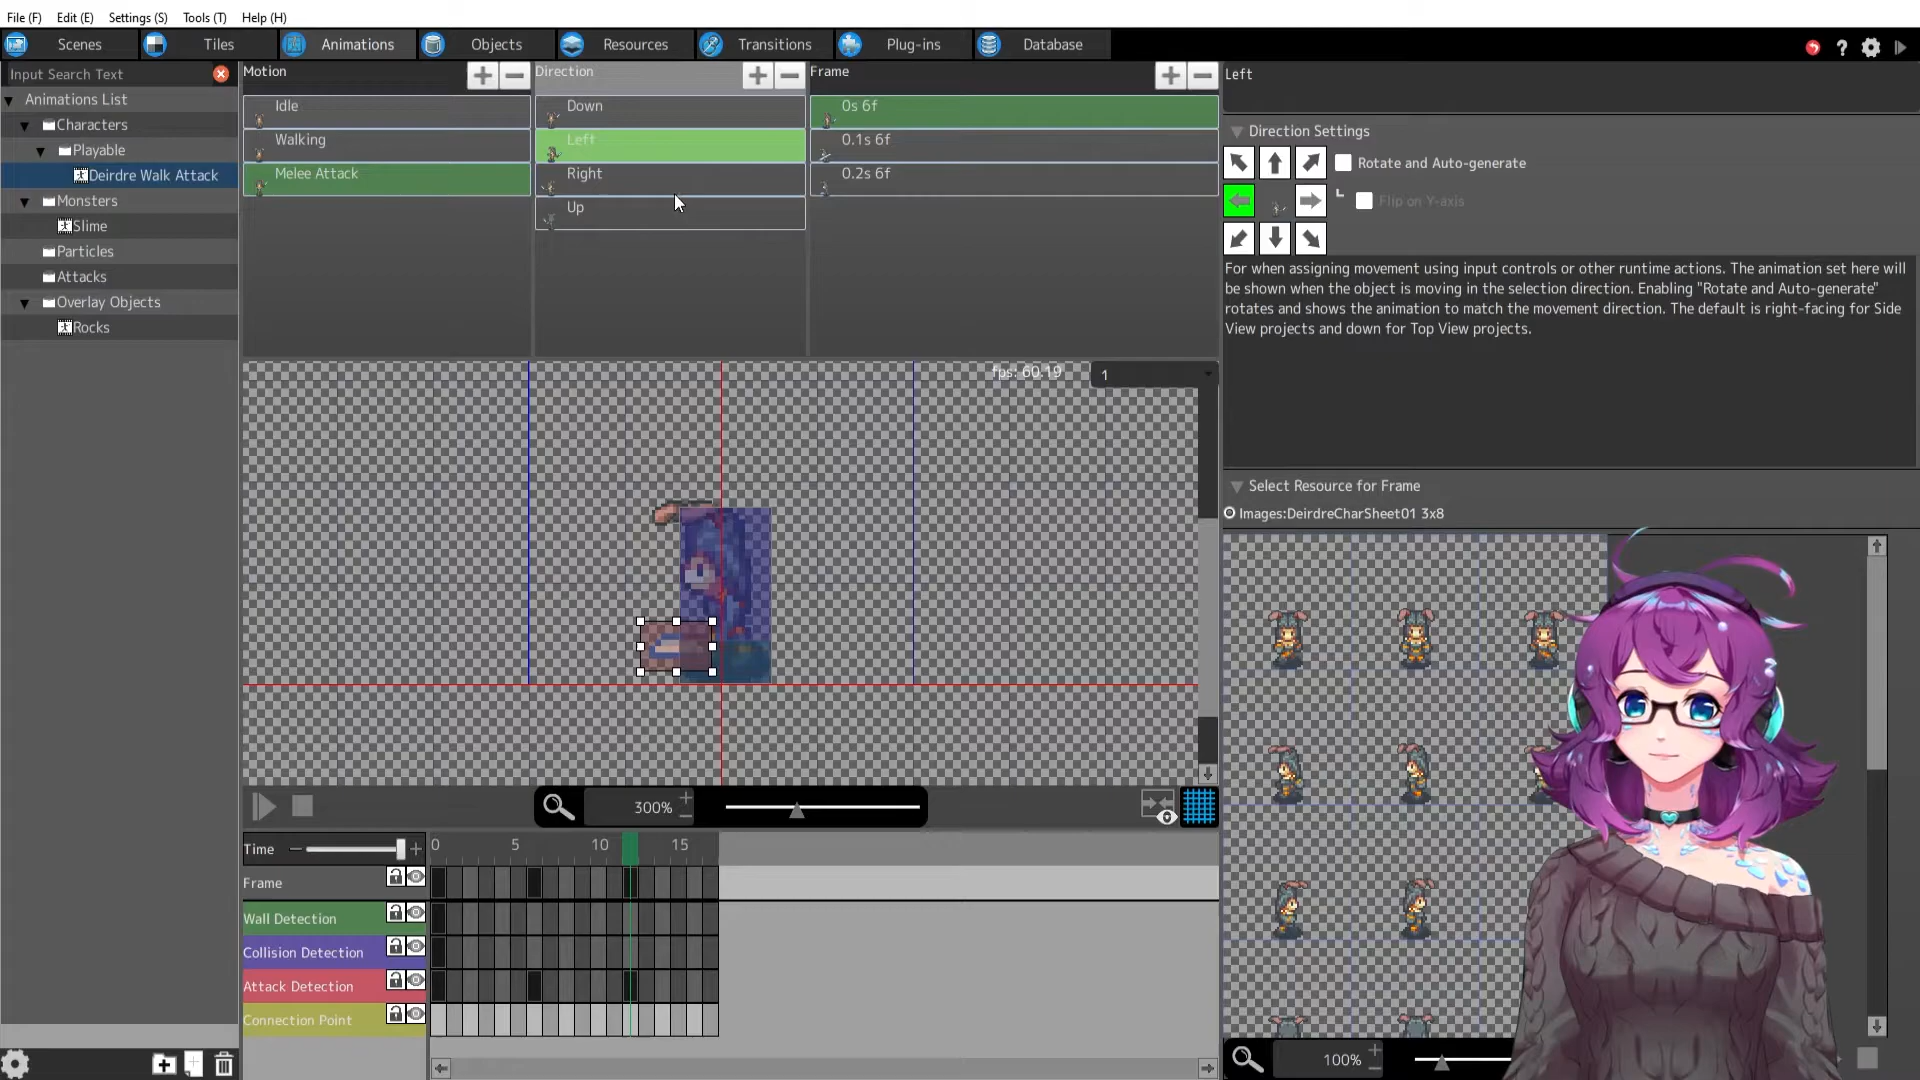 File (F) Edit (E) Settings (S) Tools (T) Help (H)
Scenes Tiles Animations Objects Resources Transitions Plug-ins Database
Input Search Text
Animations List
Characters
Playable
Deirdre Walk Attack
Monsters
Slime
Particles
Attacks
Overlay Objects
Rocks
Motion
Idle
Walking
Melee Attack
Direction
Down
Left
Right
Up
Frame
0s 6f
0.1s 6f
0.2s 6f
Left
Direction Settings
Rotate and Auto-generate
Flip on Y-axis
For when assigning movement using input controls or other runtime actions. The animation set here will
be shown when the object is moving in the selection direction. Enabling "Rotate and Auto-generate"
rotates and shows the animation to match the movement direction. The default is right-facing for Side
View projects and down for Top View projects.
fps: 60.19
1
300%
Time
0 5 10 15
Frame
Wall Detection
Collision Detection
Attack Detection
Connection Point
Select Resource for Frame
Images:DeirdreCharSheet01 3x8
100%